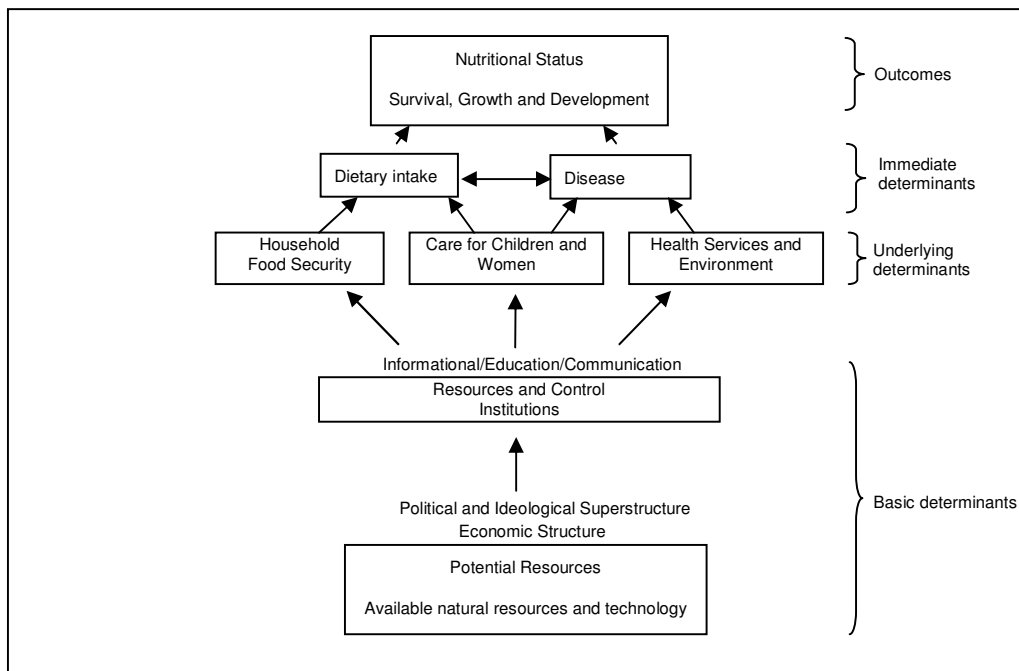 Nutritional Status
Survival, Growth and Development
Outcomes
Dietary intake
Disease
Immediate
determinants
Household
Food Security
Care for Children and
Women
Health Services and
Environment
Underlying
determinants
Informational/Education/Communication
Resources and Control
Institutions
Political and Ideological Superstructure
Economic Structure
Basic determinants
Potential Resources
Available natural resources and technology